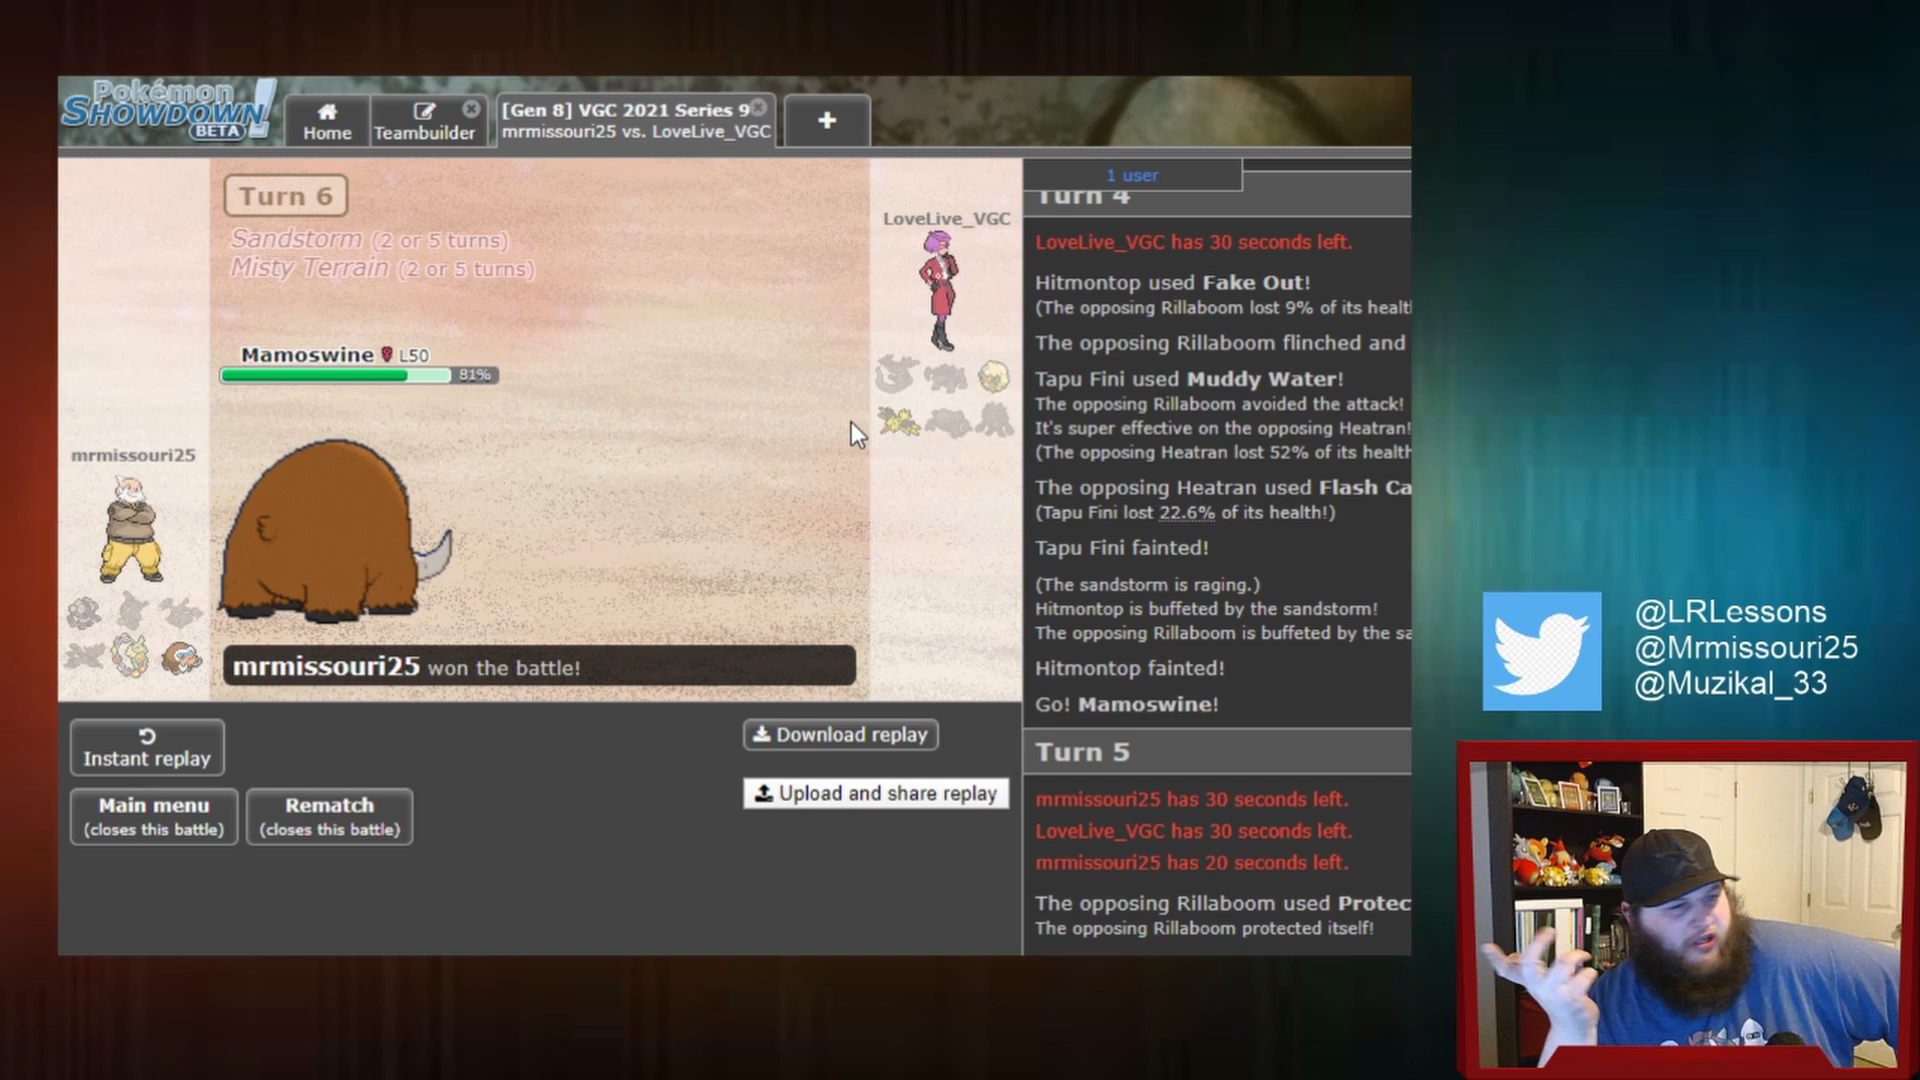 Pokémon
SHOWDOWN!
BETA
Home
Teambuilder
[Gen 8] VGC 2021 Series 9
mrmissouri25 vs. LoveLive_VGC
+
Turn 6
Sandstorm (2 or 5 turns)
Misty Terrain (2 or 5 turns)
Mamoswine L50
81%
mrmissouri25
LoveLive_VGC
mrmissouri25 won the battle!
Instant replay
Main menu
(closes this battle)
Rematch
(closes this battle)
Download replay
Upload and share replay
1 user
Turn 4
LoveLive_VGC has 30 seconds left.
Hitmontop used Fake Out!
(The opposing Rillaboom lost 9% of its healt
The opposing Rillaboom flinched and
Tapu Fini used Muddy Water!
The opposing Rillaboom avoided the attack!
It's super effective on the opposing Heatran!
(The opposing Heatran lost 52% of its health
The opposing Heatran used Flash Ca
(Tapu Fini lost 22.6% of its health!)
Tapu Fini fainted!
(The sandstorm is raging.)
Hitmontop is buffeted by the sandstorm!
The opposing Rillaboom is buffeted by the sa
Hitmontop fainted!
Go! Mamoswine!
Turn 5
mrmissouri25 has 30 seconds left.
LoveLive_VGC has 30 seconds left.
mrmissouri25 has 20 seconds left.
The opposing Rillaboom used Protec
The opposing Rillaboom protected itself!
@LRLessons
@Mrmissouri25
@Muzikal_33